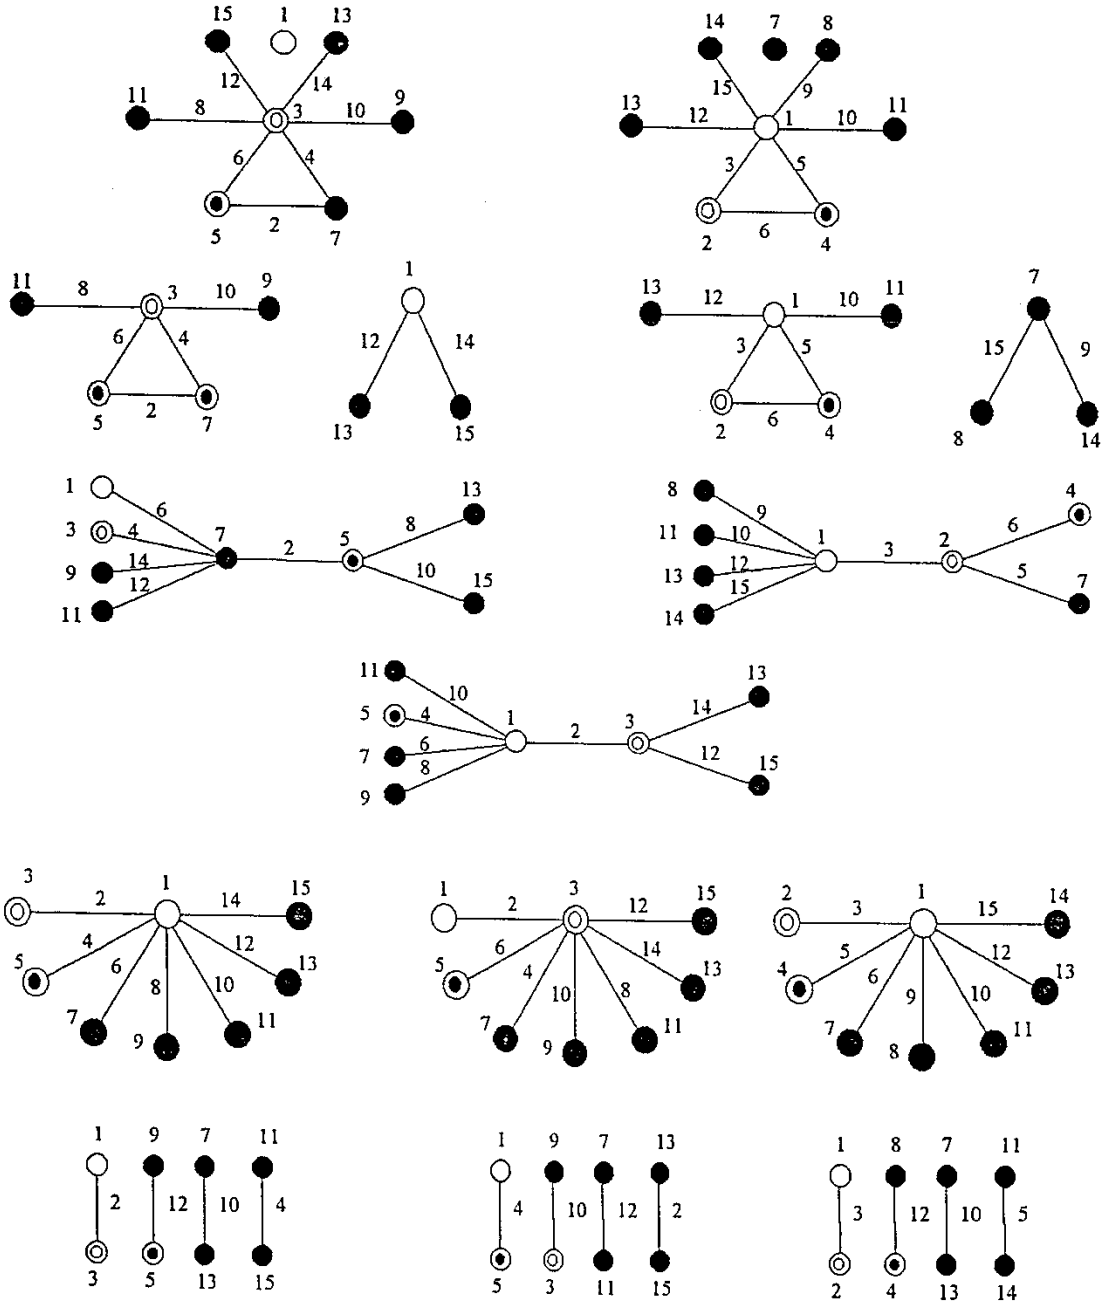 15 1 13
12 14
11 8 3 10 9
6 4
5 2 7
14 7 8
15 9
13 12 1 10 11
3 5
2 6 4
11 8 3 10 9
6 4
5 2 7
1
12 14
13 15
13 12 1 10 11
3 5
2 6 4
7
15 9
8 14
1 6 13
3 4 7 2 5 8
9 14 10
11 12 15
8 9 4
11 10 1 3 2 6
13 12 5
14 15 7
11 10 13
5 4 1 2 3 14
7 6 12
9 8 15
3 2 1 14 15
5 4 12 13
6 8 10
7 9 11
1 2 3 12 15
5 6 14 13
4 10 8
7 9 11
2 3 1 15 14
4 5 12 13
6 9 10
7 8 11
1 9 7 11
2 12 10 4
3 5 13 15
1 9 7 13
4 10 12 2
5 3 11 15
1 8 7 11
3 12 10 5
2 4 13 14